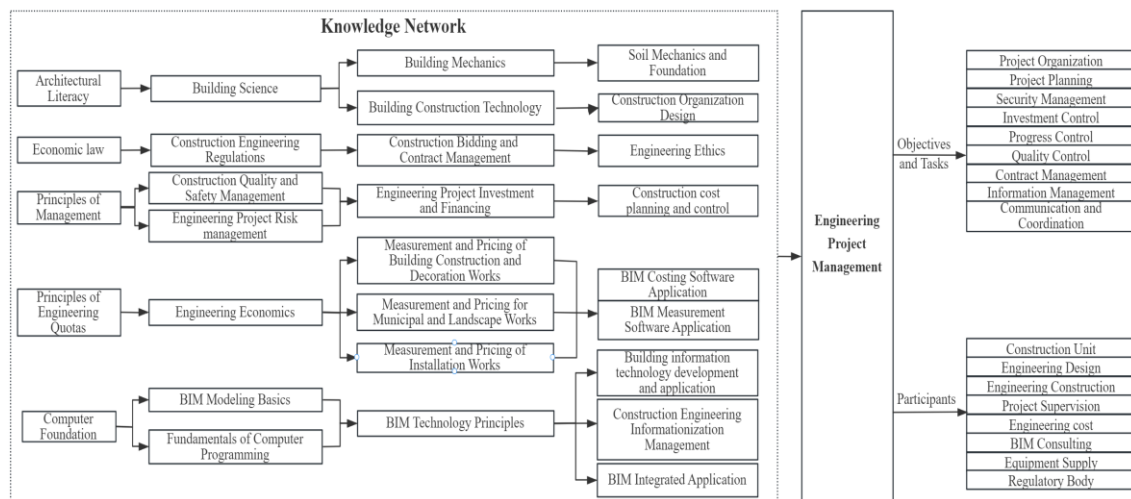 Knowledge Network
Architectural
Literacy
Building Science
Building Mechanics
Soil Mechanics and
Foundation
Building Construction Technology
Construction Organization
Design
Economic law
Construction Engineering
Regulations
Construction Bidding and
Contract Management
Engineering Ethics
Principles of
Management
Construction Quality and
Safety Management
Engineering Project Risk
management
Engineering Project Investment
and Financing
Construction cost
planning and control
Principles of
Engineering
Quotas
Engineering Economics
Measurement and Pricing of
Building Construction and
Decoration Works
Measurement and Pricing for
Municipal and Landscape Works
Measurement and Pricing of
Installation Works
BIM Costing Software
Application
BIM Measurement
Software Application
Computer
Foundation
BIM Modeling Basics
Fundamentals of Computer
Programming
BIM Technology Principles
Building information
technology development
and application
Construction Engineering
Informationization
Management
BIM Integrated Application
Engineering
Project
Management
Objectives
and Tasks
Project Organization
Project Planning
Security Management
Investment Control
Progress Control
Quality Control
Contract Management
Information Management
Communication and
Coordination
Participants
Construction Unit
Engineering Design
Engineering Construction
Project Supervision
Engineering cost
BIM Consulting
Equipment Supply
Regulatory Body